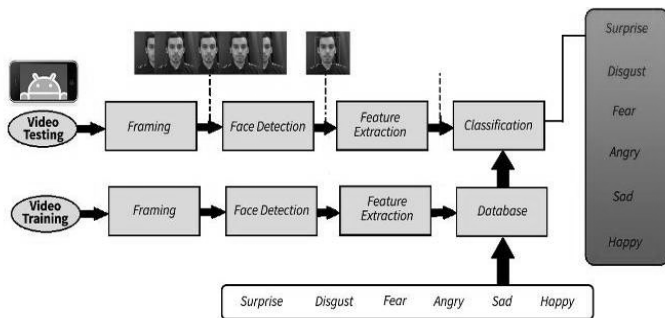 Surprise
Disgust
Fear
Angry
Sad
Happy
Video
Testing
Framing
Face Detection
Feature
Extraction
Classification
Video
Training
Framing
Face Detection
Feature
Extraction
Database
Surprise Disgust Fear Angry Sad Happy